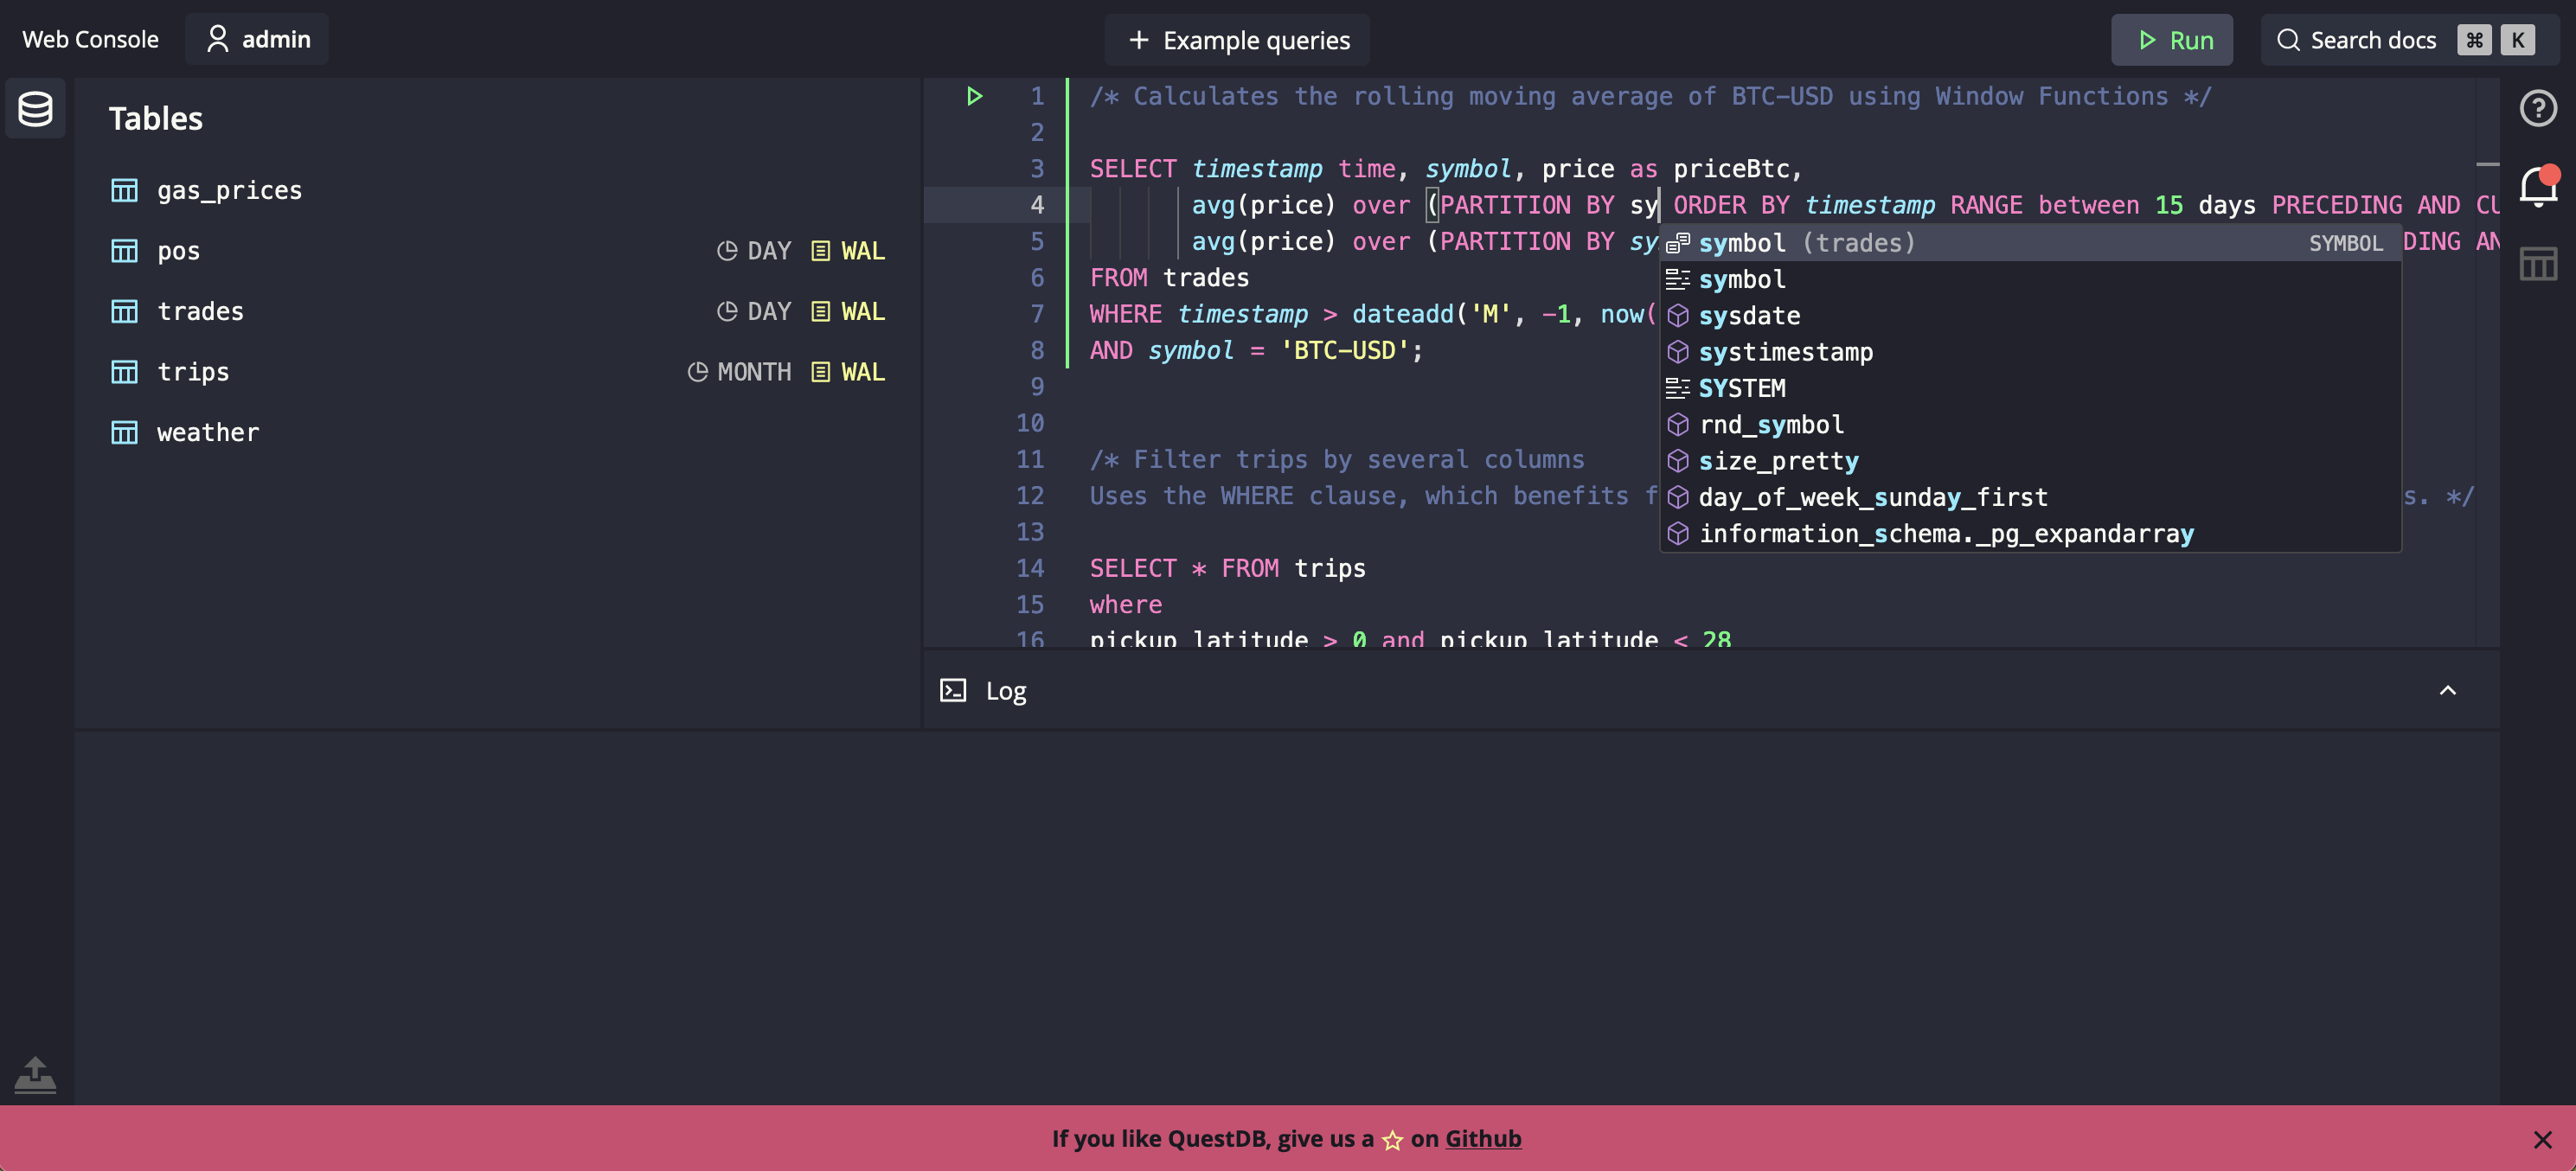 Web Console
admin
Example queries
Run
Search docs ⌘ K
Tables
gas_prices
pos DAY WAL
trades DAY WAL
trips MONTH WAL
weather
1 /* Calculates the rolling moving average of BTC-USD using Window Functions */
2
3 SELECT timestamp time, symbol, price as priceBtc,
4 avg(price) over (PARTITION BY sy ORDER BY timestamp RANGE between 15 days PRECEDING AND CU
5 avg(price) over (PARTITION BY sy DING AN
6 FROM trades
7 WHERE timestamp > dateadd('M', -1, now(
8 AND symbol = 'BTC-USD';
9
10
11 /* Filter trips by several columns
12 Uses the WHERE clause, which benefits f s. */
13
14 SELECT * FROM trips
15 where
16 pickup_latitude > 0 and pickup_latitude < 28
symbol (trades) SYMBOL
symbol
sysdate
systimestamp
SYSTEM
rnd_symbol
size_pretty
day_of_week_sunday_first
information_schema._pg_expandarray
Log
If you like QuestDB, give us a ☆ on Github